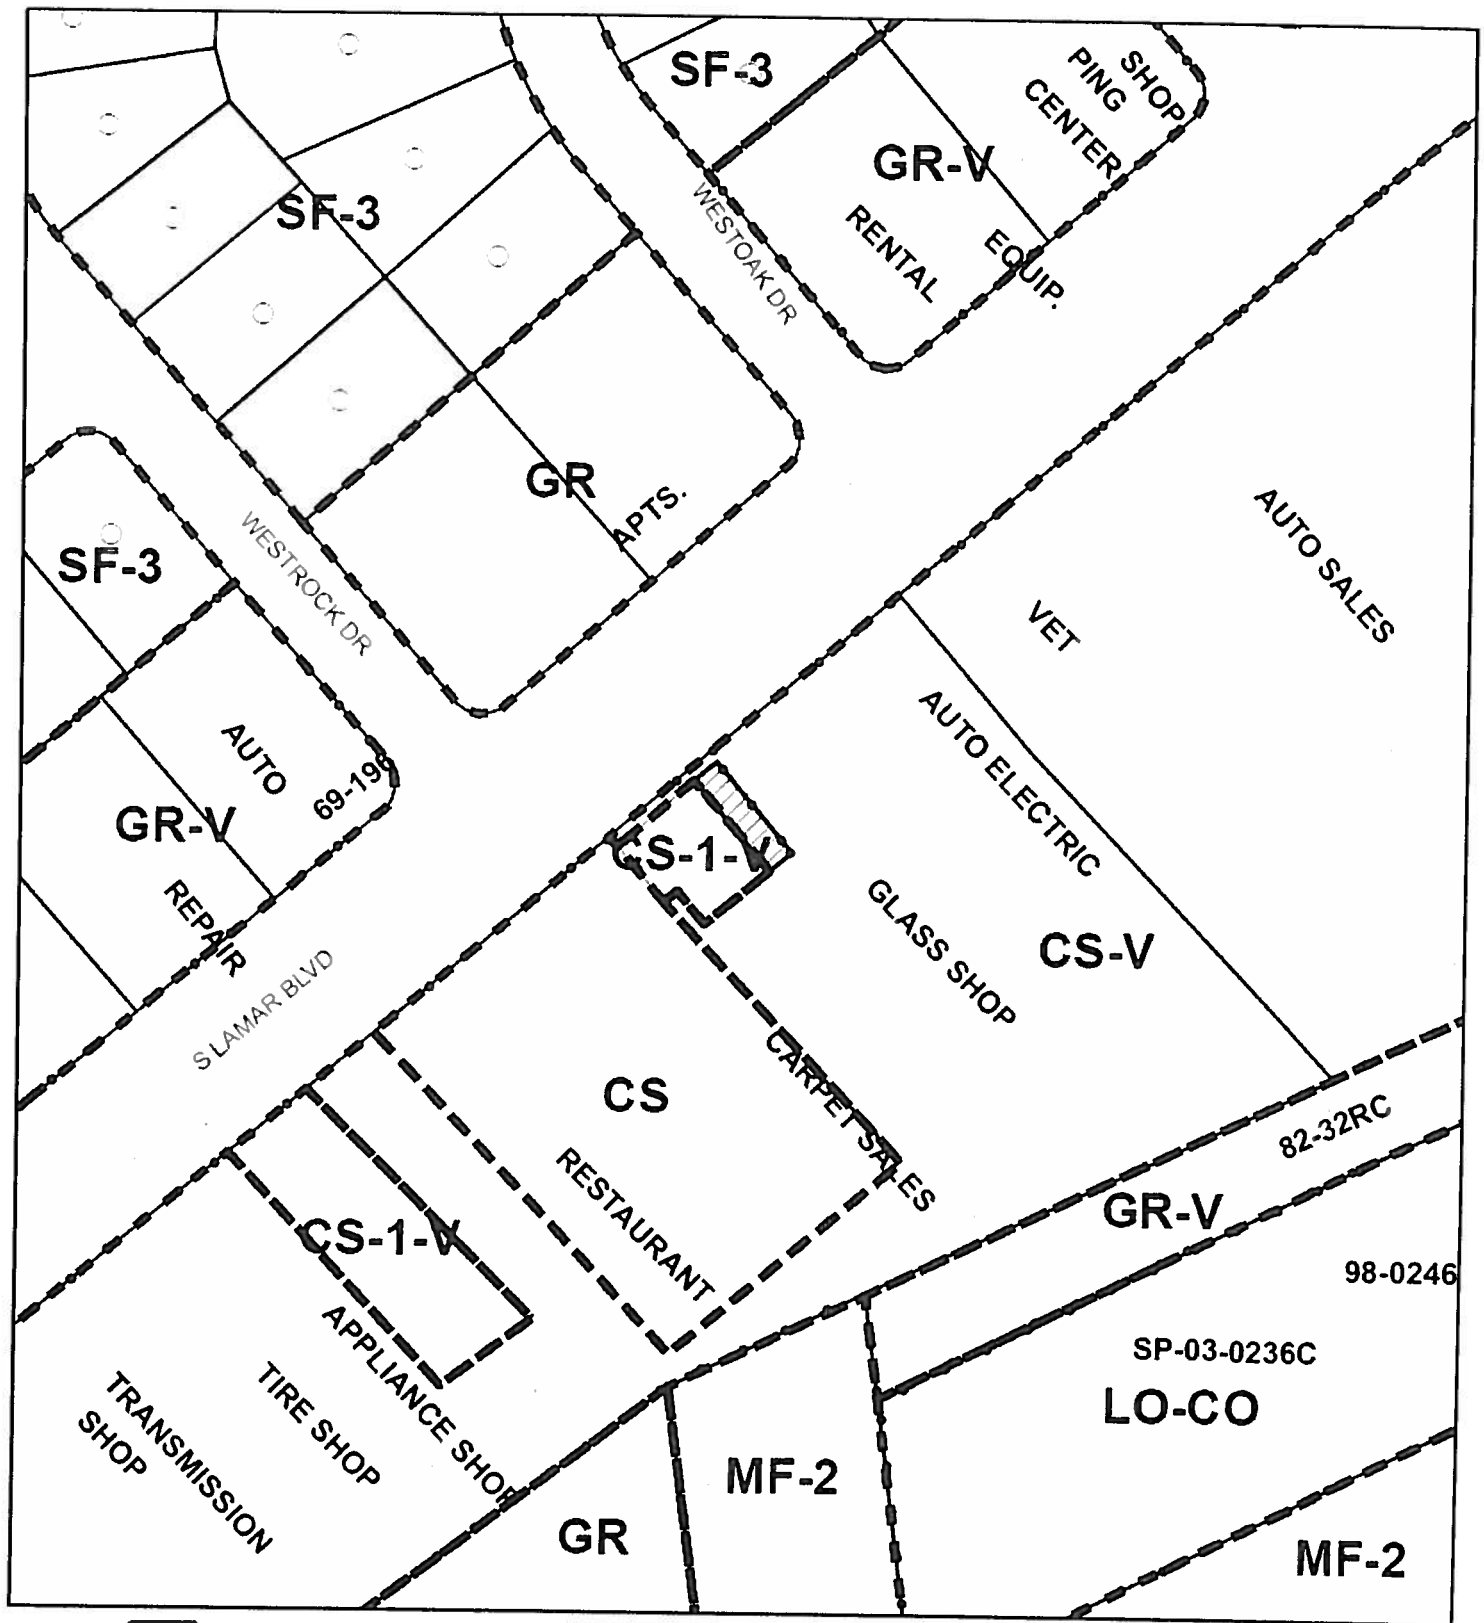 SF-3
SHOP
PING
CENTER
GR-V
WESTOAK DR
RENTAL
EQUIP.
SF-3
GR
APTS.
AUTO SALES
VET
SF-3
WESTROCK DR
AUTO
GR-V
REPAIR
AUTO ELECTRIC
CS-1-V
GLASS SHOP
CS-V
S LAMAR BLVD
CARPET SALES
CS
RESTAURANT
82-32RC
GR-V
98-0246
CS-1-V
SP-03-0236C
LO-CO
APPLIANCE SHOP
TIRE SHOP
TRANSMISSION
SHOP
MF-2
GR
MF-2